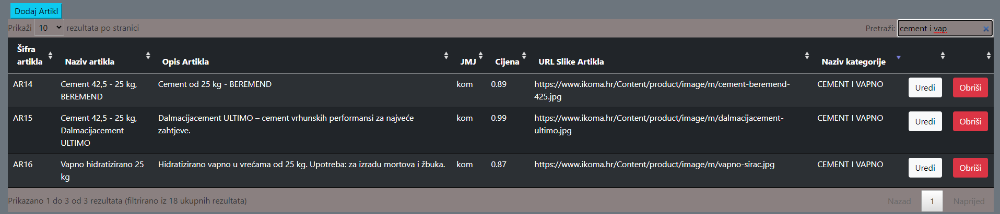 Dodaj Artikl
Prikaži 10 rezultata po stranici
Pretraži: cement i vap
Šifra
artikla
Naziv artikla
Opis Artikla
JMJ
Cijena
URL Slike Artikla
Naziv kategorije
AR14
Cement 42,5 - 25 kg,
BEREMEND
Cement od 25 kg - BEREMEND
kom
0.89
https://www.ikoma.hr/Content/product/image/m/cement-beremend-
425.jpg
CEMENT I VAPNO
Uredi
Obriši
AR15
Cement 42,5 - 25 kg,
Dalmacijacement
ULTIMO
Dalmacijacement ULTIMO – cement vrhunskih performansi za najveće
zahtjeve.
kom
0.99
https://www.ikoma.hr/Content/product/image/m/dalmacijacement-
ultimo.jpg
CEMENT I VAPNO
Uredi
Obriši
AR16
Vapno hidratizirano 25
kg
Hidratizirano vapno u vrećama od 25 kg. Upotreba: za izradu mortova i žbuka.
kom
0.87
https://www.ikoma.hr/Content/product/image/m/vapno-sirac.jpg
CEMENT I VAPNO
Uredi
Obriši
Prikazano 1 do 3 od 3 rezultata (filtrirano iz 18 ukupnih rezultata)
Nazad 1 Naprijed